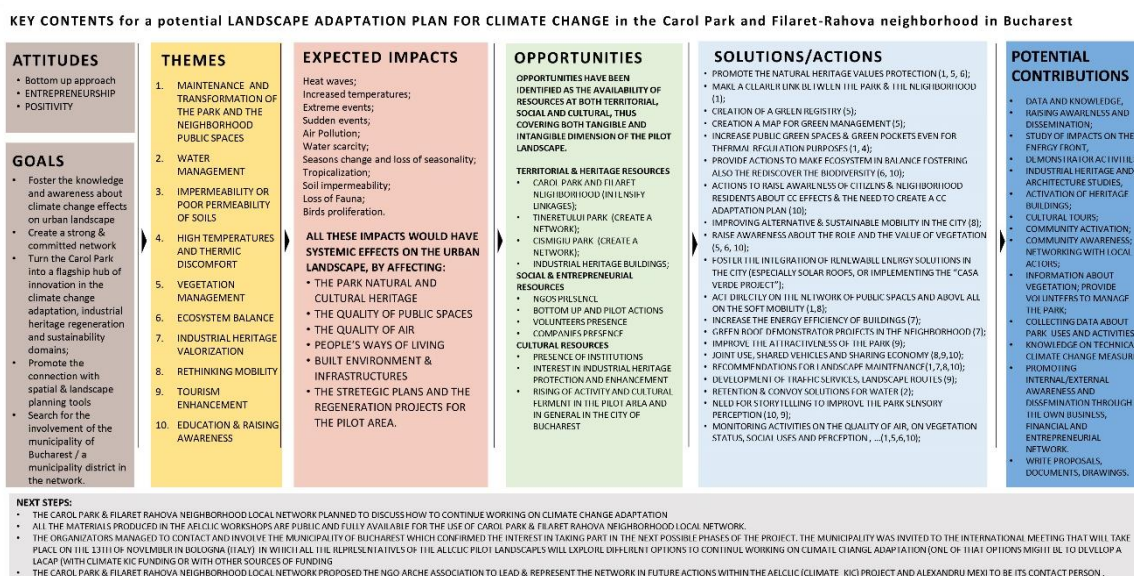 KEY CONTENTS for a potential LANDSCAPE ADAPTATION PLAN FOR CLIMATE CHANGE in the Carol Park and Filaret-Rahova neighborhood in Bucharest
ATTITUDES
• Bottom up approach
• ENTREPRENEURSHIP
• POSITIVITY
GOALS
• Foster the knowledge
and awareness about
climate change effects
on urban landscape
• Create a strong &
committed network
• Turn the Carol Park
into a flagship hub of
innovation in the
climate change
adaptation, industrial
heritage regeneration
and sustainability
domains;
• Promote the
connection with
spatial & landscape
planning tools
• Search for the
involvement of the
municipality of
Bucharest / a
municipality district in
the network.
THEMES
1. MAINTENANCE AND
TRANSFORMATION OF
THE PARK AND THE
NEIGHBORHOOD
PUBLIC SPACES
2. WATER
MANAGEMENT
3. IMPERMEABILITY OR
POOR PERMEABILITY
OF SOILS
4. HIGH TEMPERATURES
AND THERMIC
DISCOMFORT
5. VEGETATION
MANAGEMENT
6. ECOSYSTEM BALANCE
7. INDUSTRIAL HERITAGE
VALORIZATION
8. RETHINKING MOBILITY
9. TOURISM
ENHANCEMENT
10. EDUCATION & RAISING
AWARENESS
EXPECTED IMPACTS
Heat waves;
Increased temperatures;
Extreme events;
Sudden events;
Air Pollution;
Water scarcity;
Seasons change and loss of seasonality;
Tropicalization;
Soil impermeability;
Loss of Fauna;
Birds proliferation.
ALL THESE IMPACTS WOULD HAVE
SYSTEMIC EFFECTS ON THE URBAN
LANDSCAPE, BY AFFECTING:
• THE PARK NATURAL AND
CULTURAL HERITAGE
• THE QUALITY OF PUBLIC SPACES
• THE QUALITY OF AIR
• PEOPLE'S WAYS OF LIVING
• BUILT ENVIRONMENT &
INFRASTRUCTURES
• THE STRETEGIC PLANS AND THE
REGENERATION PROJECTS FOR
THE PILOT AREA.
OPPORTUNITIES
OPPORTUNITIES HAVE BEEN
IDENTIFIED AS THE AVAILABILITY OF
RESOURCES AT BOTH TERRITORIAL,
SOCIAL AND CULTURAL, THUS
COVERING BOTH TANGIBLE AND
INTANGIBLE DIMENSION OF THE PILOT
LANDSCAPE.
TERRITORIAL & HERITAGE RESOURCES
• CAROL PARK AND FILARET
NEIGHBORHOOD (INTENSIFY
LINKAGES);
• TINERETULUI PARK (CREATE A
NETWORK);
• CISMIGIU PARK (CREATE A
NETWORK);
• INDUSTRIAL HERITAGE BUILDINGS;
SOCIAL & ENTREPREURIAL
RESOURCES
• NGOS PRESENCE
• BOTTOM UP AND PILOT ACTIONS
• VOLUNTEERS PRESENCE
• COMPANIES PRESENCE
CULTURAL RESOURCES
• PRESENCE OF INSTITUTIONS
• INTEREST IN INDUSTRIAL HERITAGE
PROTECTION AND ENHANCEMENT
• RISING OF ACTIVITY AND CULTURAL
FERMENT IN THE PILOT AREA AND
IN GENERAL IN THE CITY OF
BUCHAREST
SOLUTIONS/ACTIONS
• PROMOTE THE NATURAL HERITAGE VALUES PROTECTION (1, 5, 6);
• MAKE A CLEARER LINK BETWEEN THE PARK & THE NEIGHBORHOOD
(1);
• CREATION OF A GREEN REGISTRY (5);
• CREATION A MAP FOR GREEN MANAGEMENT (5);
• INCREASE PUBLIC GREEN SPACES & GREEN POCKETS EVEN FOR
THERMAL REGULATION PURPOSES (1, 4);
• PROVIDE ACTIONS TO MAKE ECOSYSTEM IN BALANCE FOSTERING
ALSO THE REDISCOVER THE BIODIVERSITY (6, 10);
• ACTIONS TO RAISE AWARENESS OF CITIZENS & NEIGHBORHOOD
RESIDENTS ABOUT CC EFFECTS & THE NEED TO CREATE A CC
ADAPTATION PLAN (10);
• IMPROVING ALTERNATIVE & SUSTAINABLE MOBILITY IN THE CITY (8);
• RAISE AWARENESS ABOUT THE ROLE AND THE VALUE OF VEGETATION
(5, 6, 10);
• FOSTER THE INTEGRATION OF RENEWLABLE ENERGY SOLUTIONS IN
THE CITY (ESPECIALLY SOLAR ROOFS, OR IMPLEMENTING THE "CASA
VERDE PROJECT");
• ACT DIRECTLY ON THE NETWORK OF PUBLIC SPACES AND ABOVE ALL
ON THE SOFT MOBILITY (1,8);
• INCREASE THE ENERGY EFFICIENCY OF BUILDINGS (7);
• GREEN ROOF DEMONSTRATOR PROJECTS IN THE NEIGHBORHOOD (7);
• IMPROVE THE ATTRACTIVENESS OF THE PARK (9);
• JOINT USE, SHARED VEHICLES AND SHARING ECONOMY (8,9,10);
• RECOMMENDATIONS FOR LANDSCAPE MAINTENANCE(1,7,8,10);
• DEVELOPMENT OF TRAFFIC SERVICES, LANDSCAPE ROUTES (9);
• RETENTION & CONVOY SOLUTIONS FOR WATER (2);
• NEED FOR STORYTELLING TO IMPROVE THE PARK SENSORY
PERCEPTION (10, 9);
• MONITORING ACTIVITIES ON THE QUALITY OF AIR, ON VEGETATION
STATUS, SOCIAL USES AND PERCEPTION , ...(1,5,6,10);
POTENTIAL
CONTRIBUTIONS
• DATA AND KNOWLEDGE,
• RAISING AWARENESS AND
DISSEMINATION;
• STUDY OF IMPACTS ON THE
ENERGY FRONT,
• DEMONSTRATOR ACTIVITIE
• INDUSTRIAL HERITAGE AND
ARCHITECTURE STUDIES,
• ACTIVATION OF HERITAGE
BUILDINGS;
• CULTURAL TOURS;
• COMMUNITY ACTIVATION;
• COMMUNITY AWARENESS;
NETWORKING WITH LOCAL
ACTORS;
• INFORMATION ABOUT
VEGETATION; PROVIDE
VOLUNTEERS TO MANAGE
THE PARK;
• COLLECTING DATA ABOUT
PARK USES AND ACTIVITIES
• KNOWLEDGE ON TECHNICA
CLIMATE CHANGE MEASUR
• PROMOTING
INTERNAL/EXTERNAL
AWARENESS AND
DISSEMINATION THROUGH
THE OWN BUSINESS,
FINANCIAL AND
ENTREPRENEURIAL
NETWORK.
• WRITE PROPOSALS,
DOCUMENTS, DRAWINGS.
NEXT STEPS:
• THE CAROL PARK & FILARET RAHOVA NEIGHBORHOOD LOCAL NETWORK PLANNED TO DISCUSS HOW TO CONTINUE WORKING ON CLIMATE CHANGE ADAPTATION
• ALL THE MATERIALS PRODUCED IN THE AELCLIC WORKSHOPS ARE PUBLIC AND FULLY AVAILABLE FOR THE USE OF CAROL PARK & FILARET RAHOVA NEIGHBORHOOD LOCAL NETWORK.
• THE ORGANIZATORS MANAGED TO CONTACT AND INVOLVE THE MUNICIPALITY OF BUCHAREST WHICH CONFIRMED THE INTEREST IN TAKING PART IN THE NEXT POSSIBLE PHASES OF THE PROJECT. THE MUNICIPALITY WAS INVITED TO THE INTERNATIONAL MEETING THAT WILL TAKE
PLACE ON THE 13TH OF NOVEMBER IN BOLOGNA (ITALY) IN WHICH ALL THE REPRESENTATIVES OF THE AELCLIC PILOT LANDSCAPES WILL EXPLORE DIFFERENT OPTIONS TO CONTINUE WORKING ON CLIMATE CHANGE ADAPTATION (ONE OF THAT OPTIONS MIGHT BE TO DEVELOP A
LACAP (WITH CLIMATE KIC FUNDING OR WITH OTHER SOURCES OF FUNDING
• THE CAROL PARK & FILARET RAHOVA NEIGHBORHOOD LOCAL NETWORK PROPOSED THE NGO ARCHE ASSOCIATION TO LEAD & REPRESENT THE NETWORK IN FUTURE ACTIONS WITHIN THE AELCLIC (CLIMATE KIC) PROJECT AND ALEXANDRU MEXI TO BE ITS CONTACT PERSON .